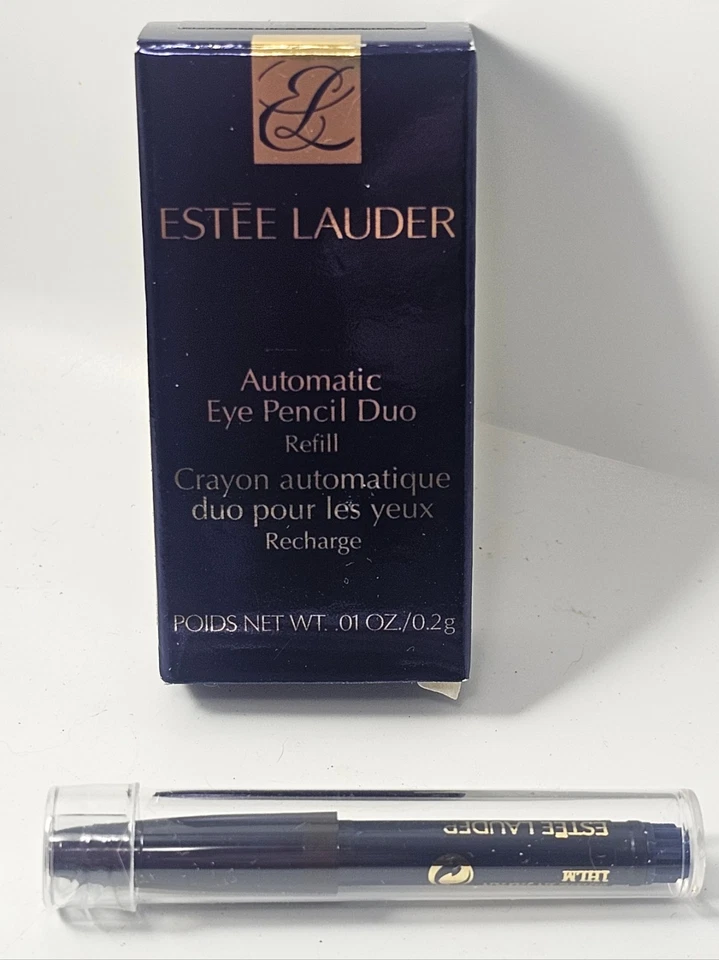 EL
ESTĒE LAUDER
Automatic
Eye Pencil Duo
Refill
Crayon automatique
duo pour les yeux
Recharge
POIDS NET WT. .01 OZ./0.2g
ESTĒE LAUDER
1HLM